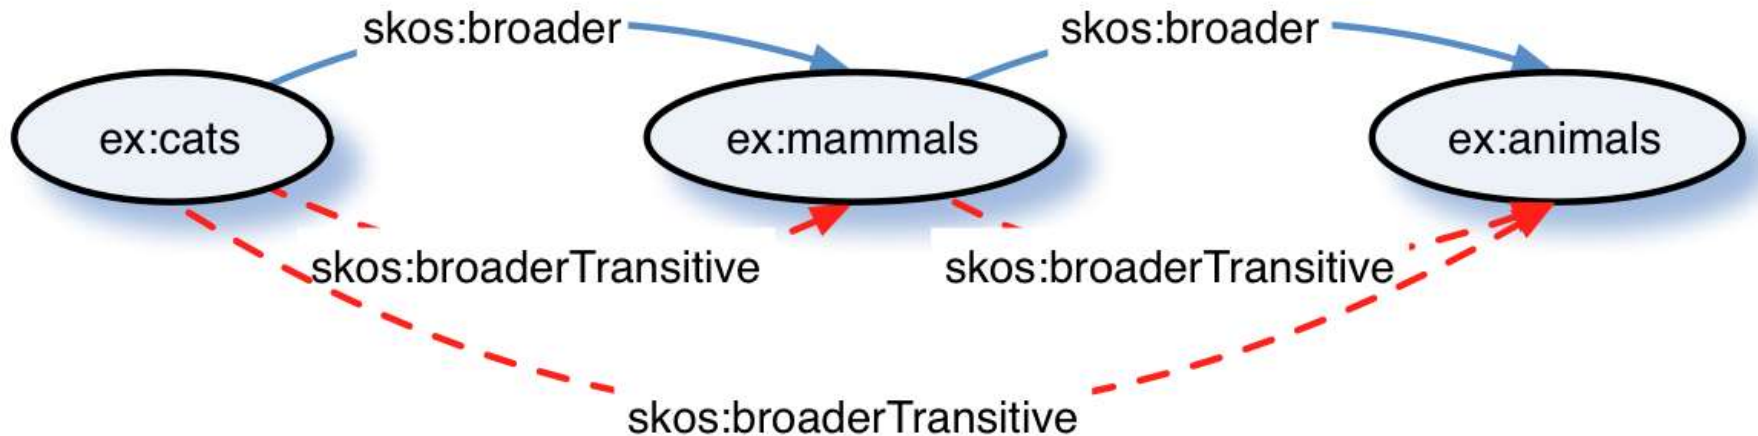 skos:broader
skos:broader
ex:cats
ex:mammals
ex:animals
skos:broaderTransitive
skos:broaderTransitive
skos:broaderTransitive